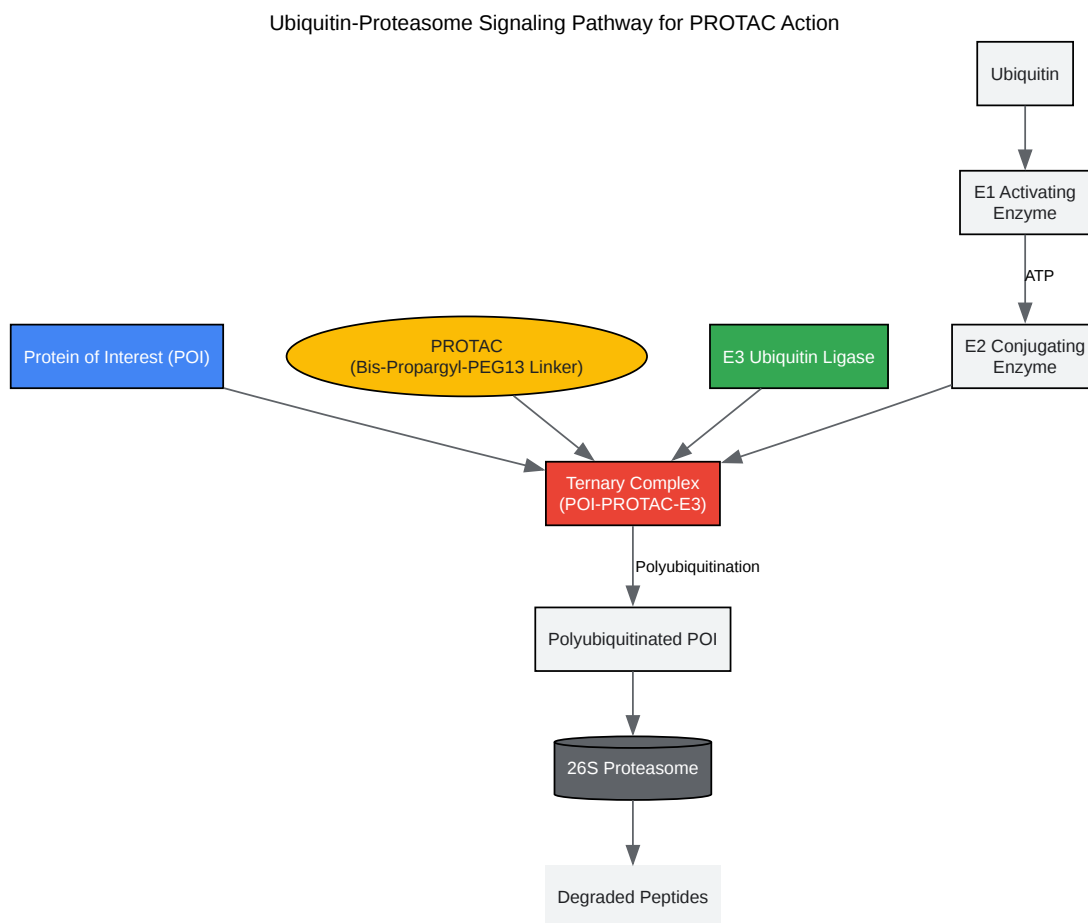 Ubiquitin-Proteasome Signaling Pathway for PROTAC Action
Ubiquitin
E1 Activating
Enzyme
ATP
Protein of Interest (POI)
PROTAC
(Bis-Propargyl-PEG13 Linker)
E3 Ubiquitin Ligase
E2 Conjugating
Enzyme
Ternary Complex
(POI-PROTAC-E3)
Polyubiquitination
Polyubiquitinated POI
26S Proteasome
Degraded Peptides